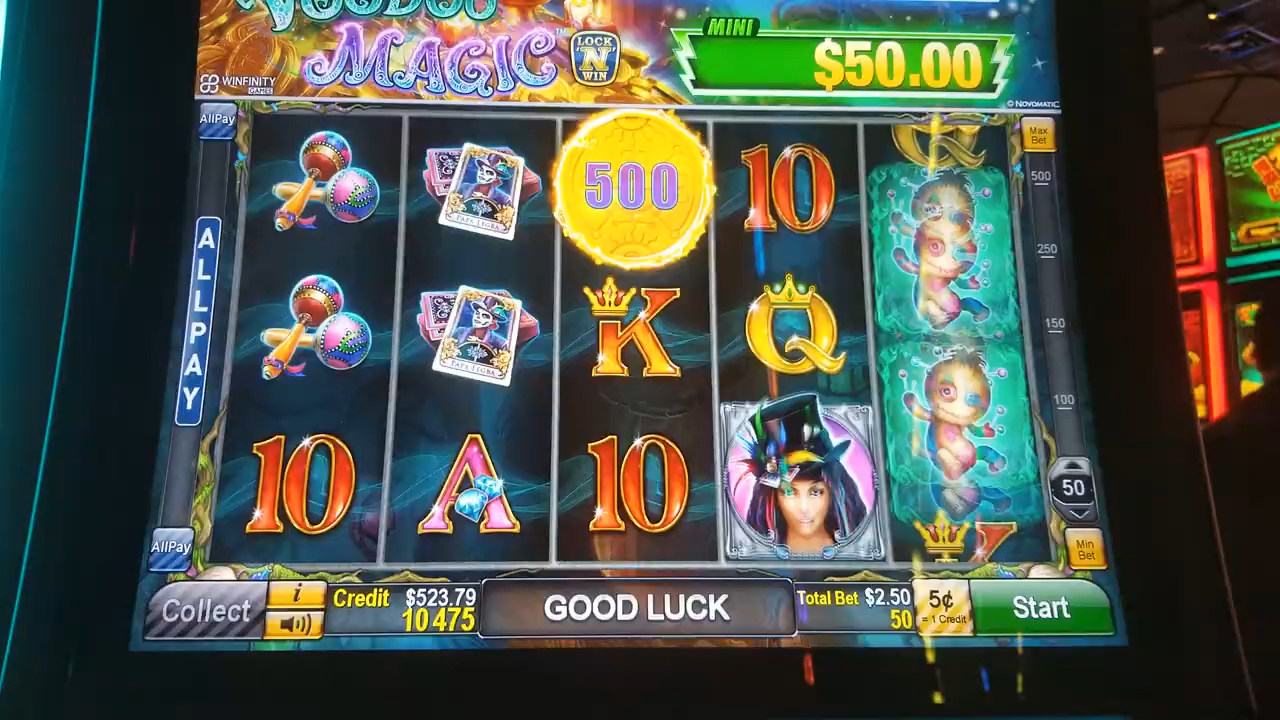 VOODOO
MAGIC™
LOCK
'N'
WIN
WINFINITY
GAMES
MINI
$50.00
© NOVOMATIC
AllPay
Max
Bet
500
10
500
PAPA LEGBA
250
ALLPAY
K
Q
150
PAPA LEGBA
100
10
A
10
50
AllPay
Min
Bet
Collect
i
Credit $523.79
10 475
GOOD LUCK
Total Bet $2.50
50
5¢
= 1 Credit
Start